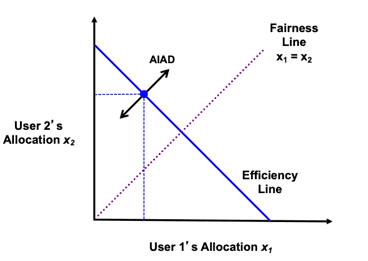 Fairness
Line
x₁ = x₂
AIAD
User 2's
Allocation x₂
Efficiency
Line
User 1's Allocation x₁